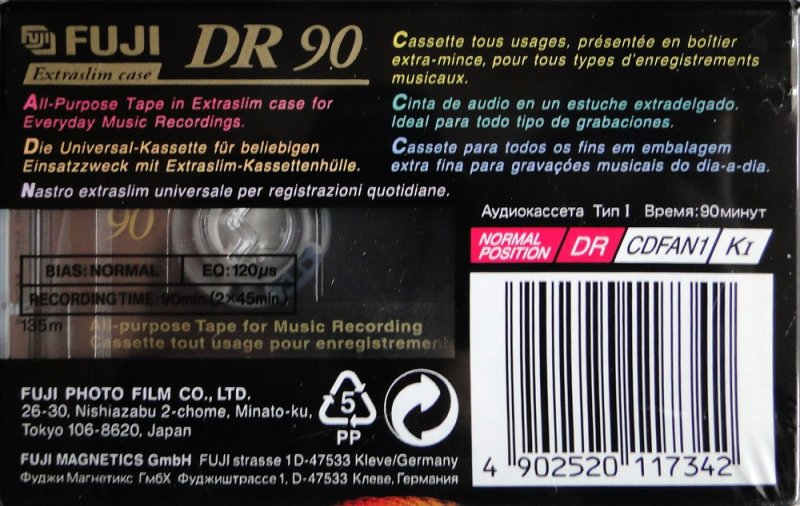 FUJI DR 90
Extraslim case
All-Purpose Tape in Extraslim case for
Everyday Music Recordings.
Die Universal-Kassette für beliebigen
Einsatzzweck mit Extraslim-Kassettenhülle.
Nastro extraslim universale per registrazioni quotidiane.
Cassette tous usages, présentée en boîtier
extra-mince, pour tous types d'enregistrements
musicaux.
Cinta de audio en un estuche extradelgado.
Ideal para todo tipo de grabaciones.
Cassete para todos os fins em embalagem
extra fina para gravações musicais do dia-a-dia.
Аудиокассета Тип I Время: 90минут
NORMAL
POSITION
DR
CDFAN1
KI
90
BIAS: NORMAL
EQ: 120µs
RECORDING TIME: 90min.(2×45min.)
135m
All-purpose Tape for Music Recording
Cassette tout usage pour enregistrement
FUJI PHOTO FILM CO., LTD.
26-30, Nishiazabu 2-chome, Minato-ku,
Tokyo 106-8620, Japan
5
PP
FUJI MAGNETICS GmbH FUJI strasse 1 D-47533 Kleve/Germany
Фуджи Магнетикс ГмбХ Фуджиштрассе 1, D-47533 Клеве, Германия
4 902520 117342